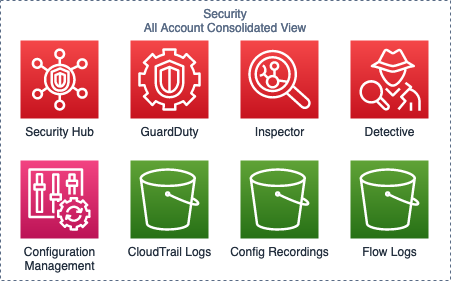 Security
All Account Consolidated View
Security Hub
GuardDuty
Inspector
Detective
Configuration
Management
CloudTrail Logs
Config Recordings
Flow Logs